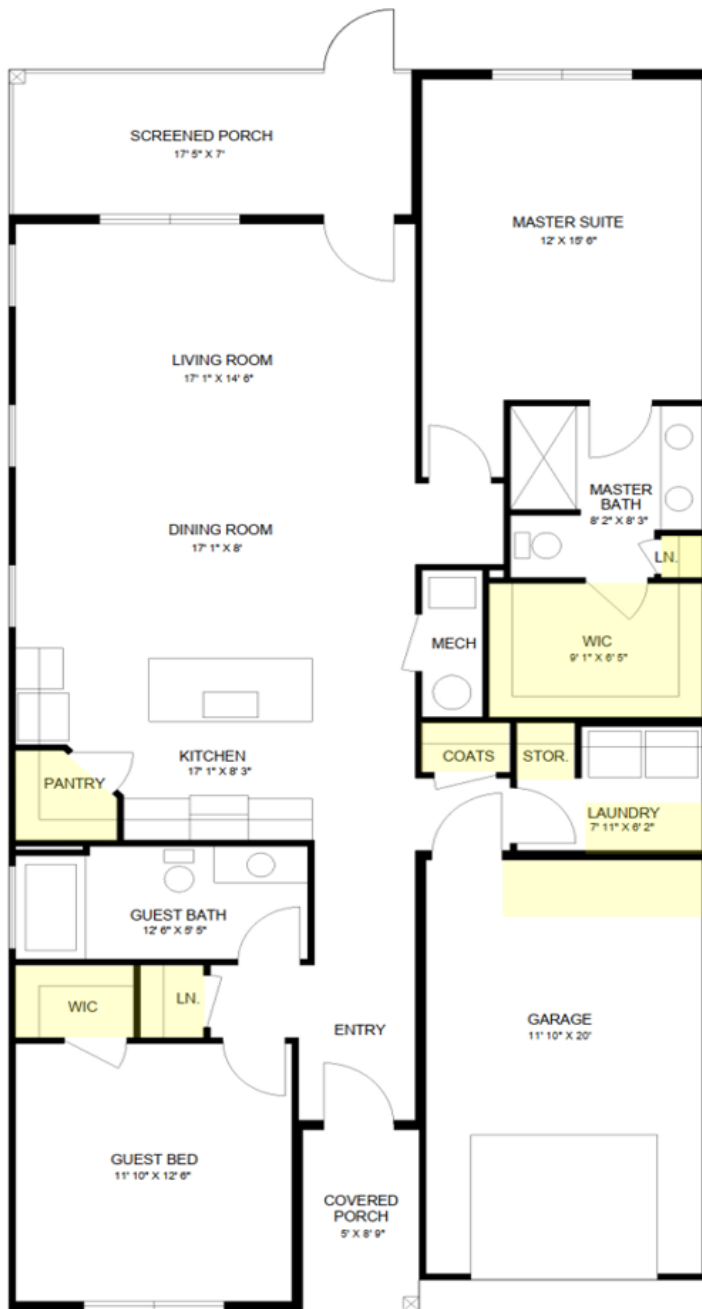 SCREENED PORCH
17' 5" X 7'
MASTER SUITE
12' X 15' 6"
LIVING ROOM
17' 1" X 14' 6"
MASTER
BATH
8' 2" X 8' 3"
DINING ROOM
17' 1" X 8'
LN.
MECH
WIC
9' 1" X 6' 5"
KITCHEN
17' 1" X 8' 3"
COATS
STOR.
PANTRY
LAUNDRY
7' 11" X 6' 2"
GUEST BATH
12' 6" X 5' 5"
WIC
LN.
ENTRY
GARAGE
11' 10" X 20'
GUEST BED
11' 10" X 12' 6"
COVERED
PORCH
5' X 8' 9"